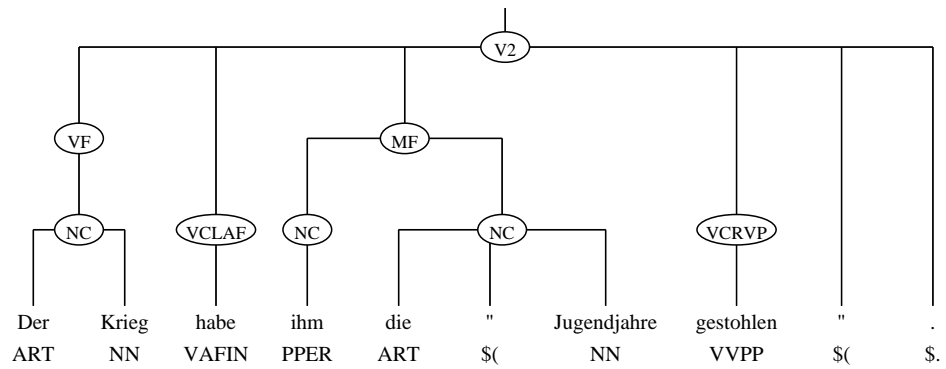 V2
VF MF
NC VCLAF NC NC VCRVP
Der Krieg habe ihm die " Jugendjahre gestohlen " .
ART NN VAFIN PPER ART $( NN VVPP $( $.